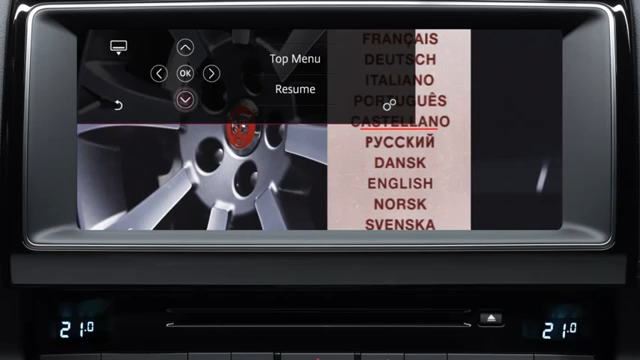 OK
Top Menu
Resume
FRANÇAIS
DEUTSCH
ITALIANO
PORTUGUÊS
CASTELLANO
РУССКИЙ
DANSK
ENGLISH
NORSK
SVENSKA
21.0
21.0